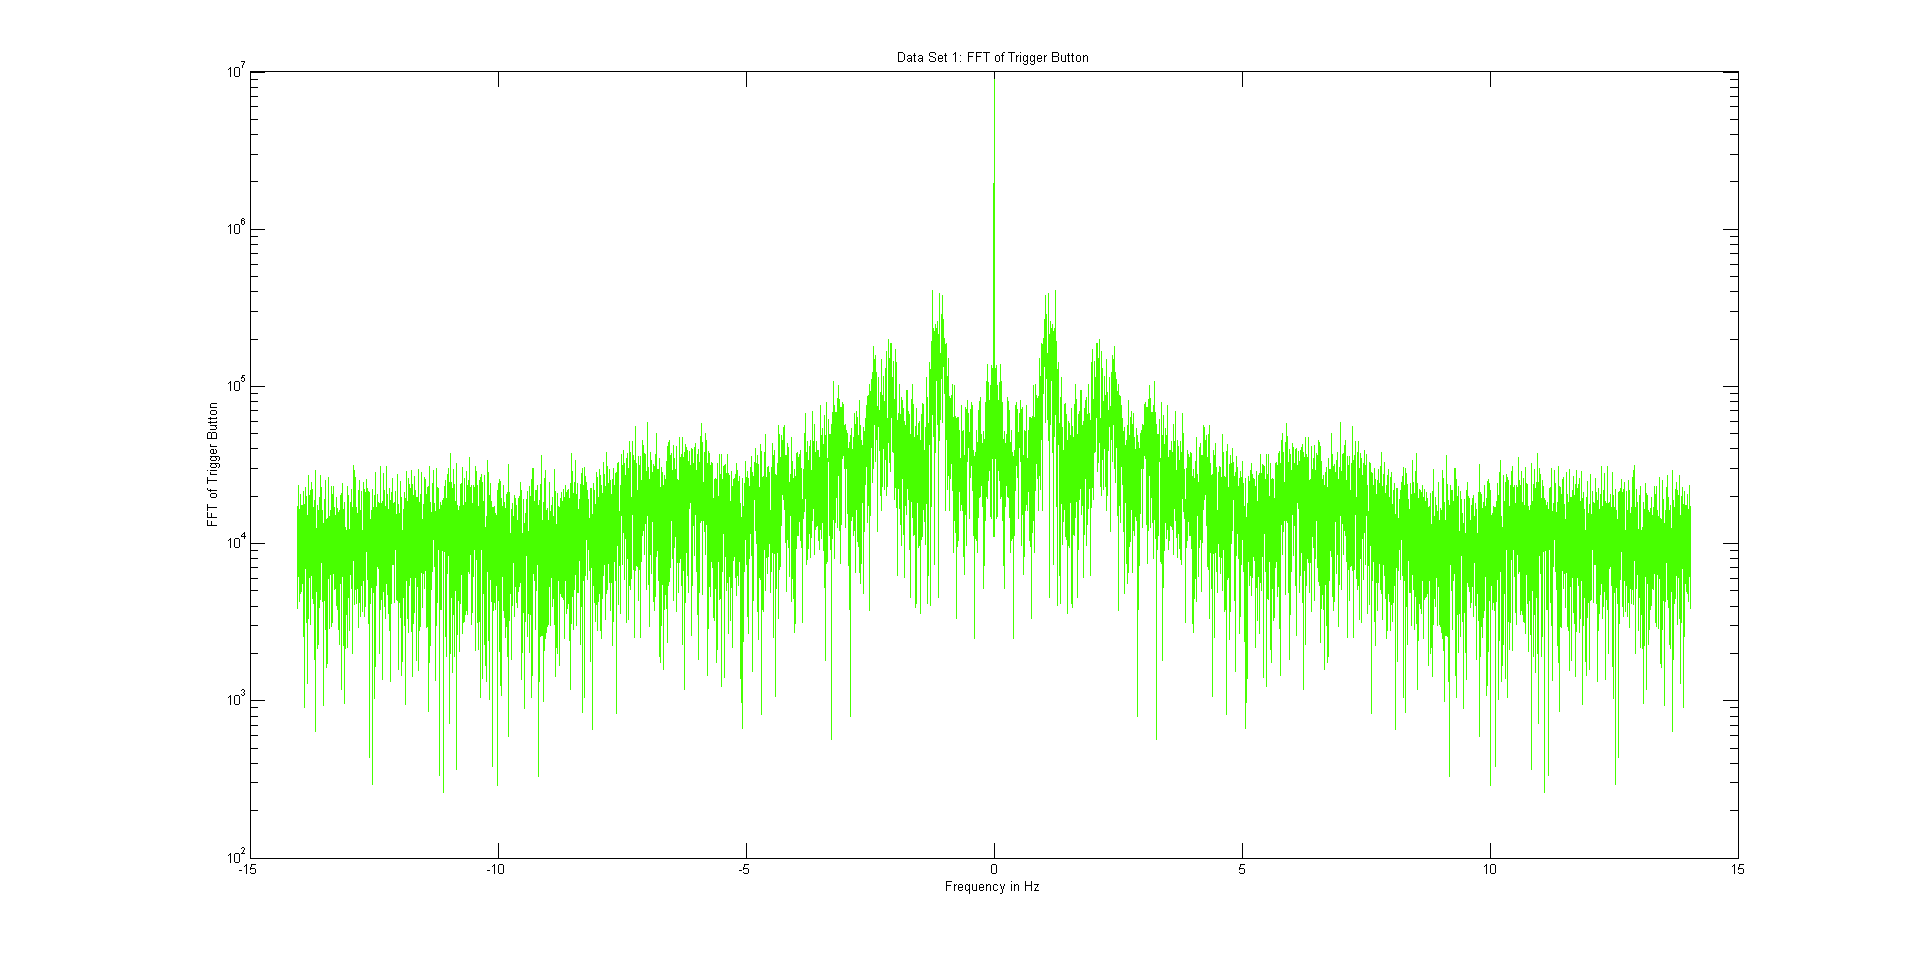 Data Set 1: FFT of Trigger Button
10^7
10^6
10^5
10^4
10^3
10^2
FFT of Trigger Button
-15 -10 -5 0 5 10 15
Frequency in Hz